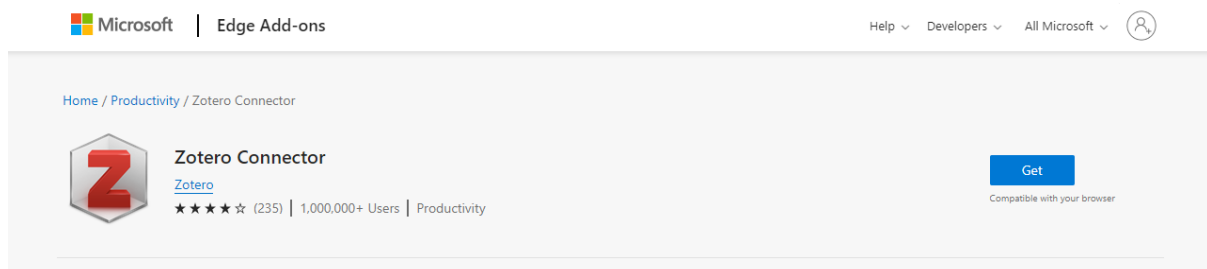 Microsoft | Edge Add-ons Help Developers All Microsoft
Home / Productivity / Zotero Connector
Z
Zotero Connector
Zotero
(235) | 1,000,000+ Users | Productivity
Get
Compatible with your browser